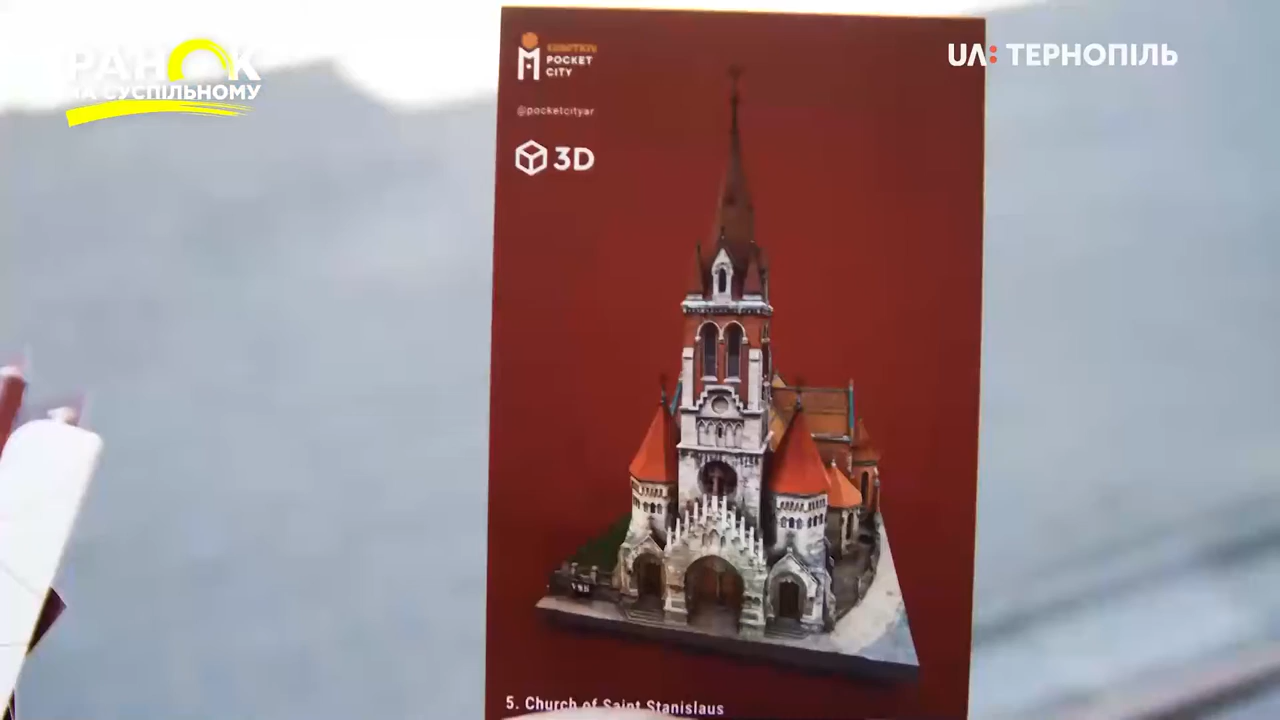 РАНОК
НА СУСПІЛЬНОМУ
UA: ТЕРНОПІЛЬ
POCKET
CITY
@pocketcityar
3D
5. Church of Saint Stanislaus